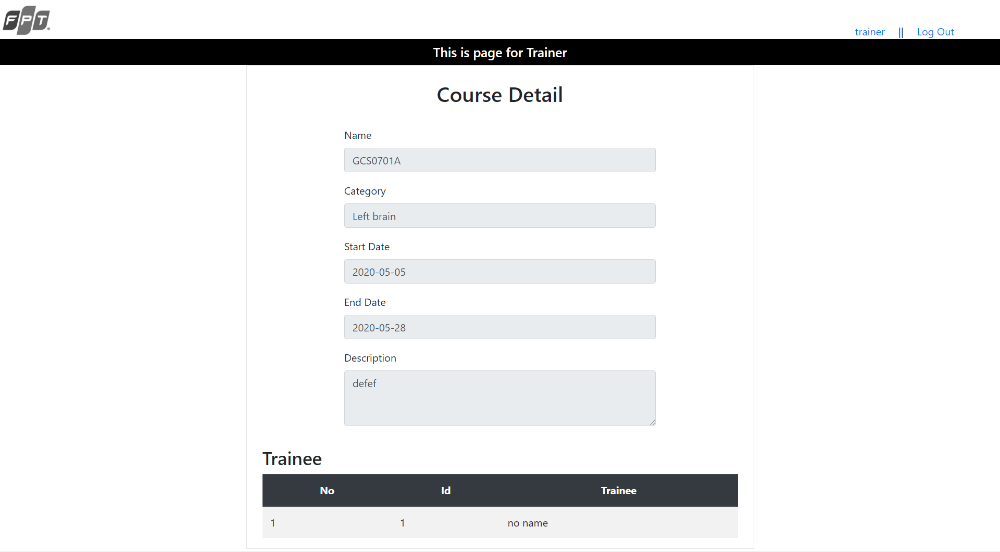 FPT
trainer || Log Out
This is page for Trainer
Course Detail
Name
GCS0701A
Category
Left brain
Start Date
2020-05-05
End Date
2020-05-28
Description
defef
Trainee
No Id Trainee
1 1 no name